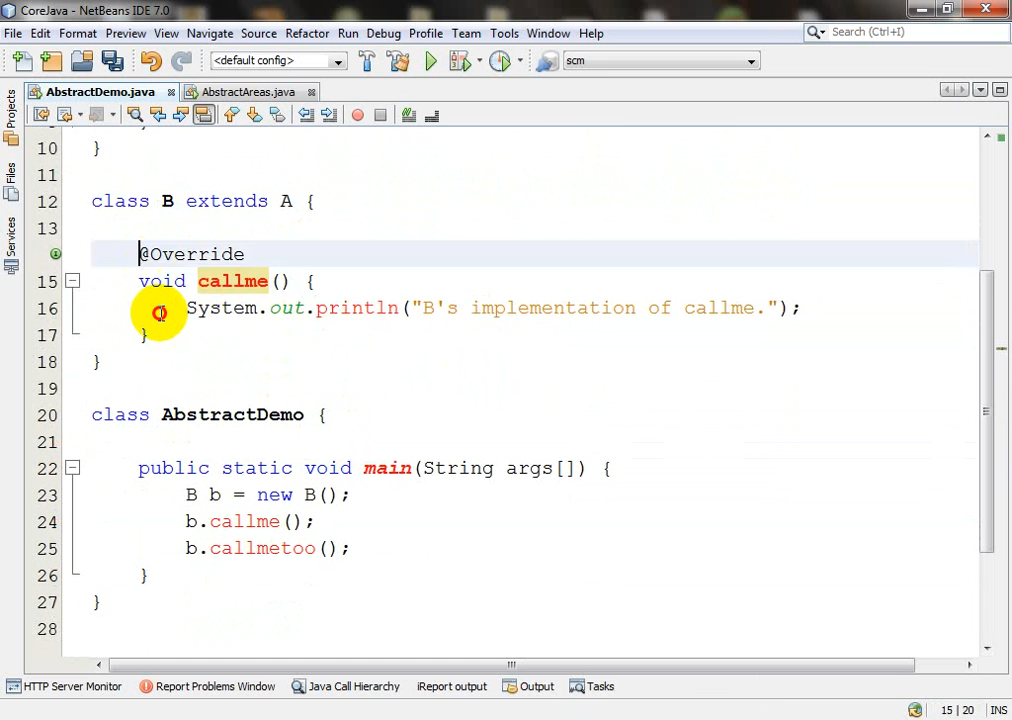 CoreJava - NetBeans IDE 7.0
File Edit Format Preview View Navigate Source Refactor Run Debug Profile Team Tools Window Help
Search (Ctrl+I)
<default config> scm
AbstractDemo.java AbstractAreas.java
Projects
Files
Services
10 }
11
12 class B extends A {
13
@Override
15 void callme() {
16 System.out.println("B's implementation of callme.");
17 }
18 }
19
20 class AbstractDemo {
21
22 public static void main(String args[]) {
23 B b = new B();
24 b.callme();
25 b.callmetoo();
26 }
27 }
28
HTTP Server Monitor Report Problems Window Java Call Hierarchy iReport output Output Tasks
15 | 20 INS